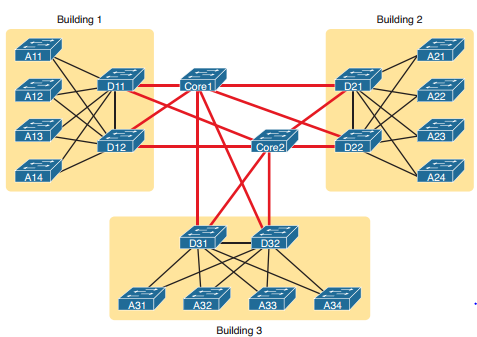 Building 1
Building 2
A11
A12
A13
A14
D11
D12
Core1
Core2
D21
D22
A21
A22
A23
A24
D31
D32
A31
A32
A33
A34
Building 3
.